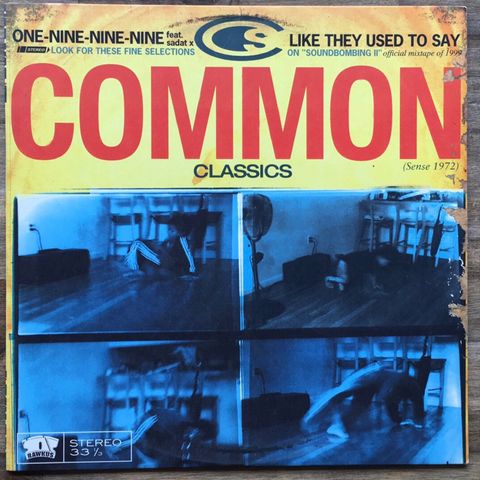 ONE-NINE-NINE-NINE feat. sadat x
CS
LIKE THEY USED TO SAY
STEREO LOOK FOR THESE FINE SELECTIONS
ON "SOUNDBOMBING II" official mixtape of 1999
COMMON
CLASSICS
(Sense 1972)
RAWKUS
STEREO
33 ⅓